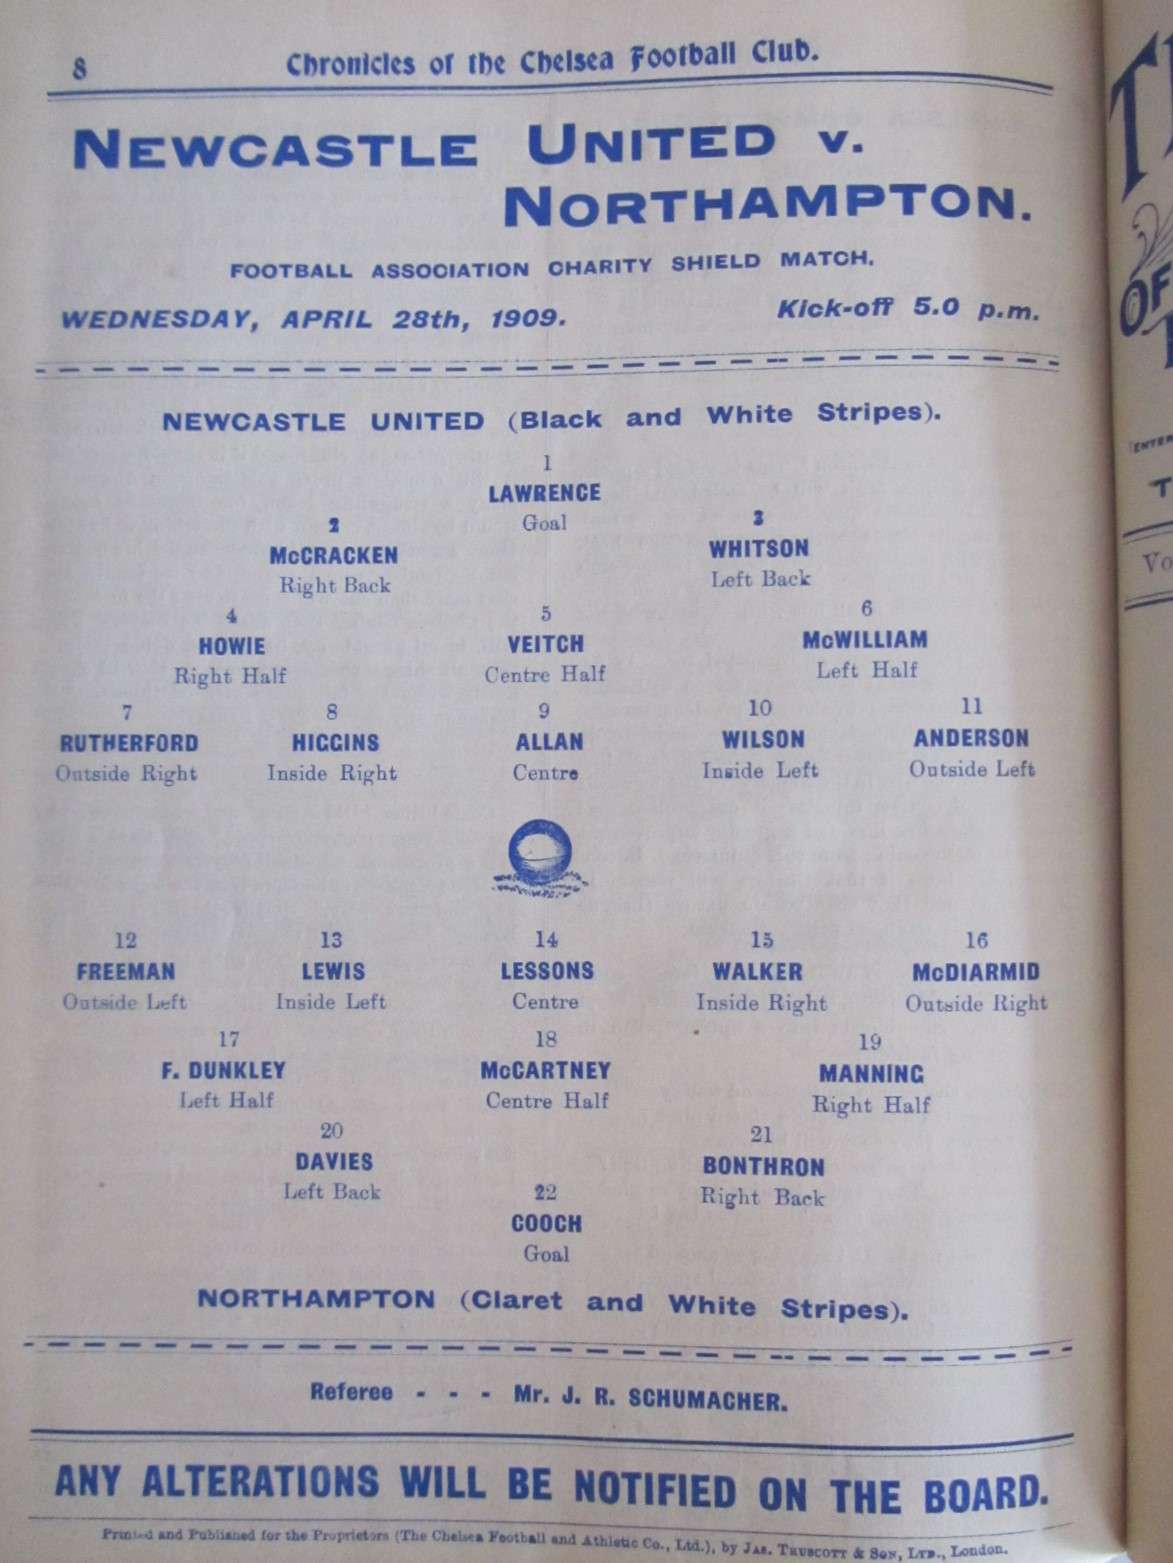 8
Chronicles of the Chelsea Football Club.
NEWCASTLE UNITED v.
NORTHAMPTON.
FOOTBALL ASSOCIATION CHARITY SHIELD MATCH.
WEDNESDAY, APRIL 28th, 1909. Kick-off 5.0 p.m.
NEWCASTLE UNITED (Black and White Stripes).
1
LAWRENCE
Goal
2 3
McCRACKEN WHITSON
Right Back Left Back
4 5 6
HOWIE VEITCH McWILLIAM
Right Half Centre Half Left Half
7 8 9 10 11
RUTHERFORD HIGGINS ALLAN WILSON ANDERSON
Outside Right Inside Right Centre Inside Left Outside Left
12 13 14 15 16
FREEMAN LEWIS LESSONS WALKER McDIARMID
Outside Left Inside Left Centre Inside Right Outside Right
17 18 19
F. DUNKLEY McCARTNEY MANNING
Left Half Centre Half Right Half
20 21
DAVIES BONTHRON
Left Back Right Back
22
COOCH
Goal
NORTHAMPTON (Claret and White Stripes).
Referee - - - Mr. J. R. SCHUMACHER.
ANY ALTERATIONS WILL BE NOTIFIED ON THE BOARD.
Printed and Published for the Proprietors (The Chelsea Football and Athletic Co., Ltd.), by JAS. TRUSCOTT & SON, LTD., London.
OF